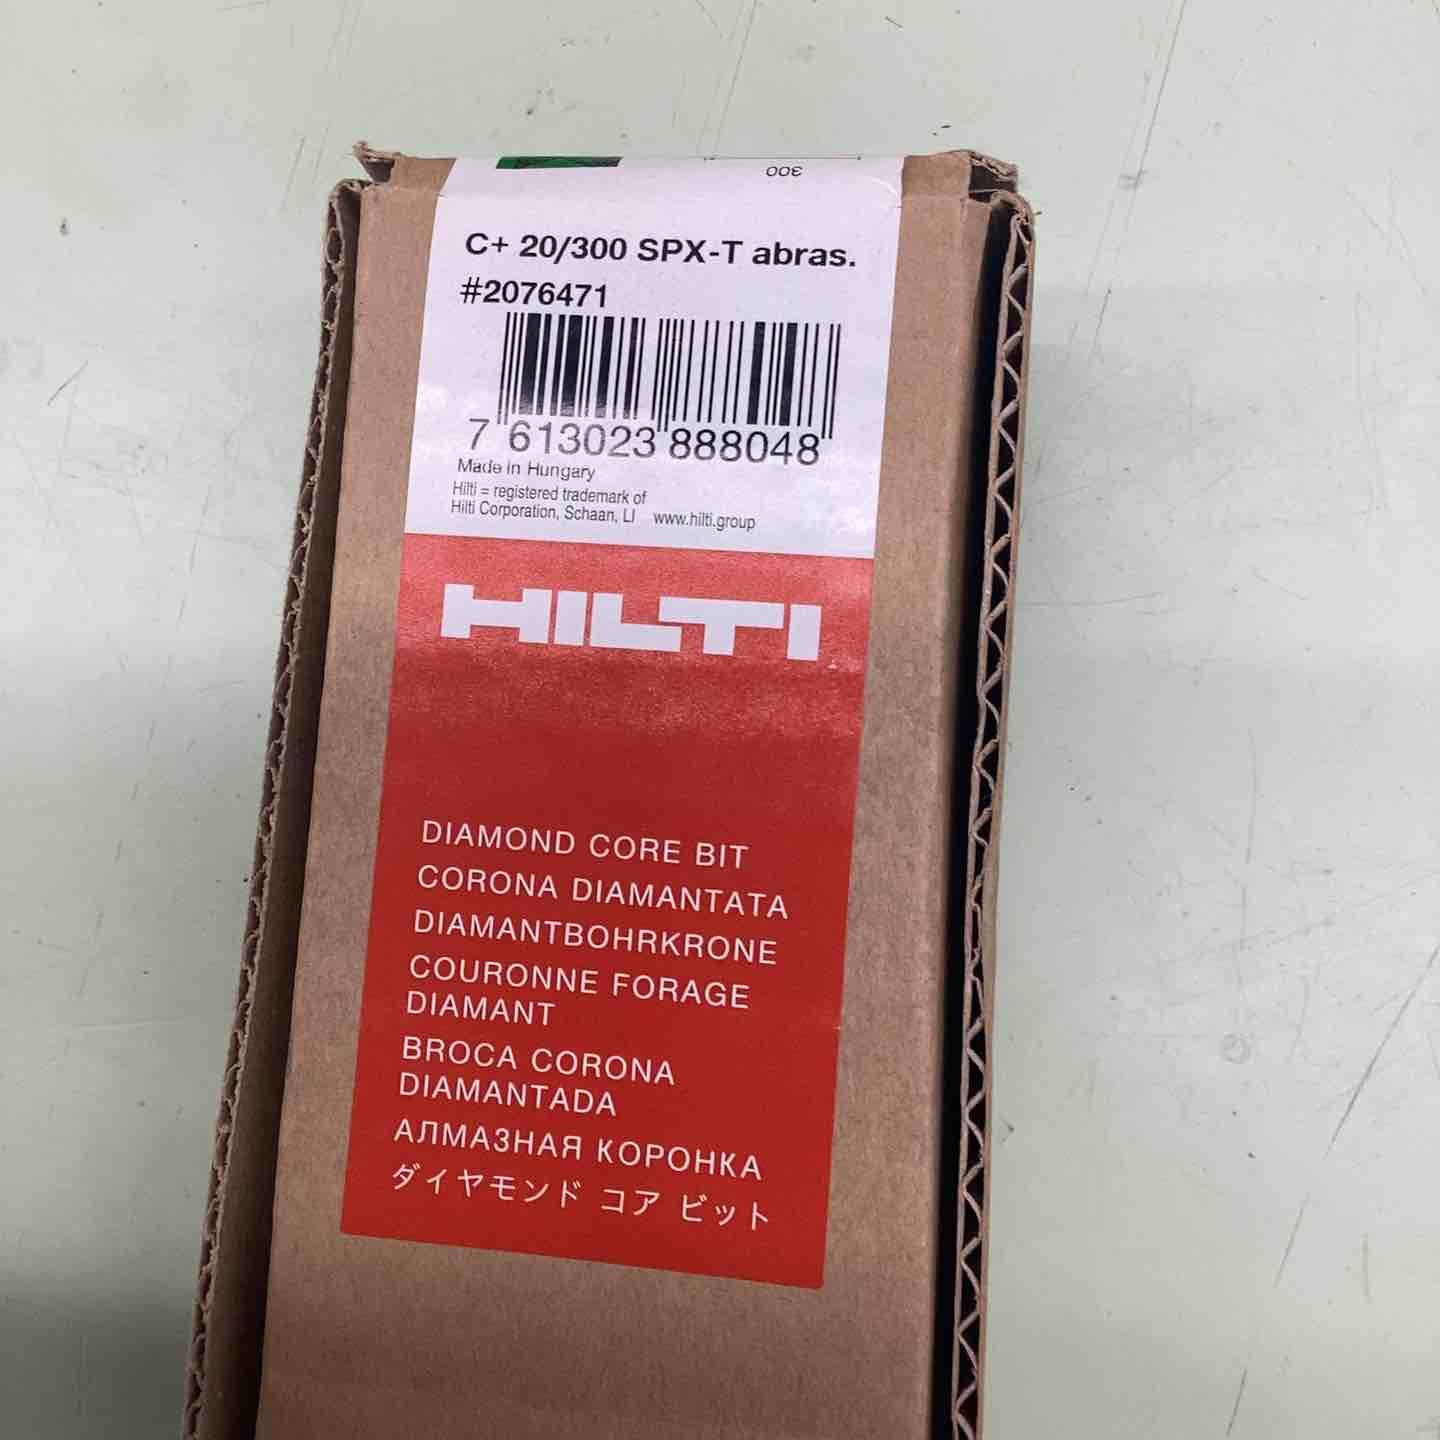 300
C+ 20/300 SPX-T abras.
#2076471
7 613023 888048
Made in Hungary
Hilti = registered trademark of
Hilti Corporation, Schaan, LI www.hilti.group
HILTI
DIAMOND CORE BIT
CORONA DIAMANTATA
DIAMANTBOHRKRONE
COURONNE FORAGE
DIAMANT
BROCA CORONA
DIAMANTADA
АЛМАЗНАЯ КОРОНКА
ダイヤモンド コア ビット